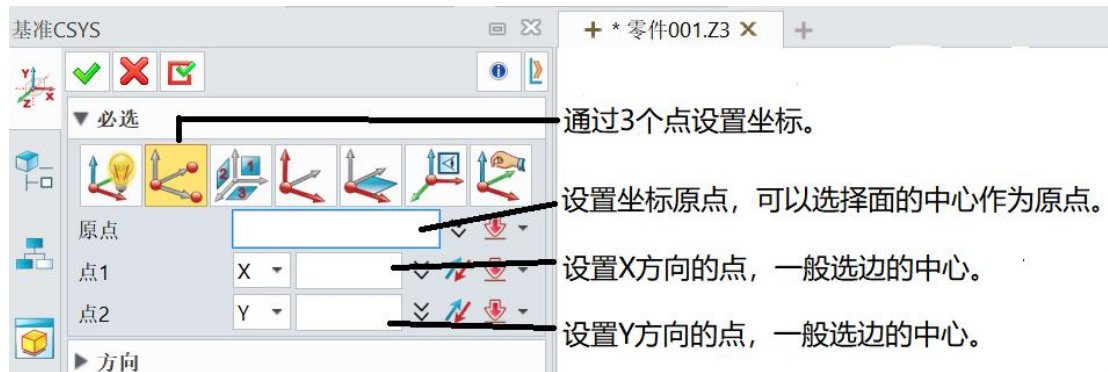 基准CSYS
+ * 零件001.Z3 × +
▼ 必选
通过3个点设置坐标。
设置坐标原点，可以选择面的中心作为原点。
原点
点1 X 设置X方向的点，一般选边的中心。
点2 Y 设置Y方向的点，一般选边的中心。
▶ 方向